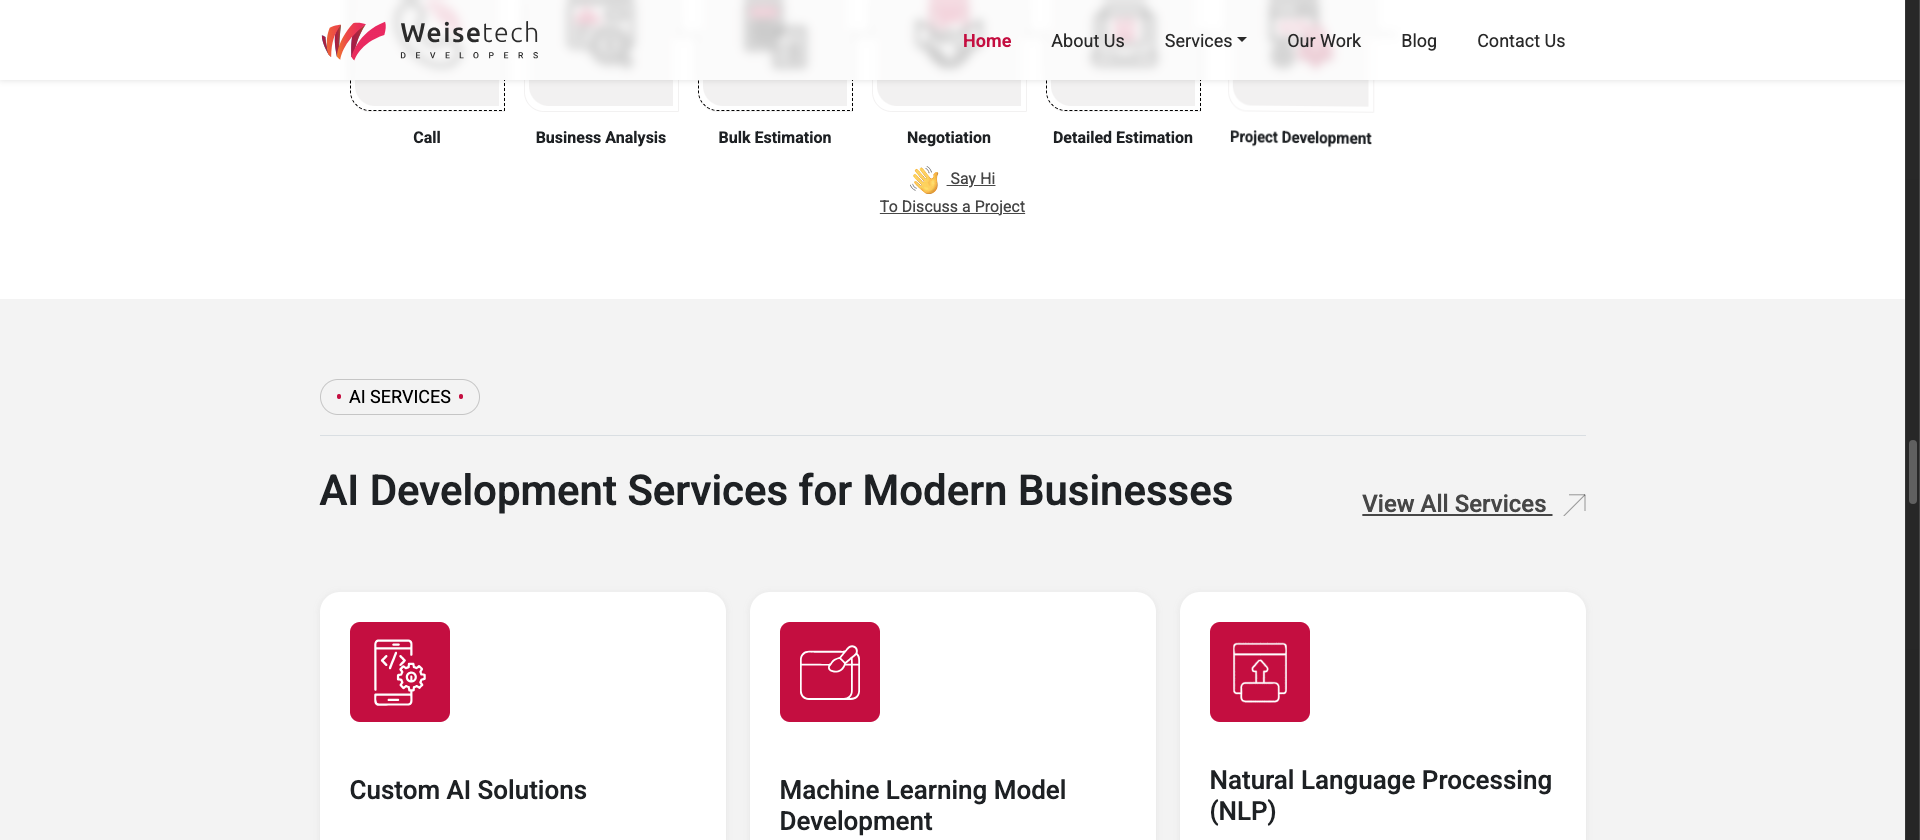 Weisetech
DEVELOPERS
Home
About Us
Services
Our Work
Blog
Contact Us
Call
Business Analysis
Bulk Estimation
Negotiation
Detailed Estimation
Project Development
Say Hi
To Discuss a Project
• AI SERVICES •
AI Development Services for Modern Businesses
View All Services
Custom AI Solutions
Machine Learning Model
Development
Natural Language Processing
(NLP)